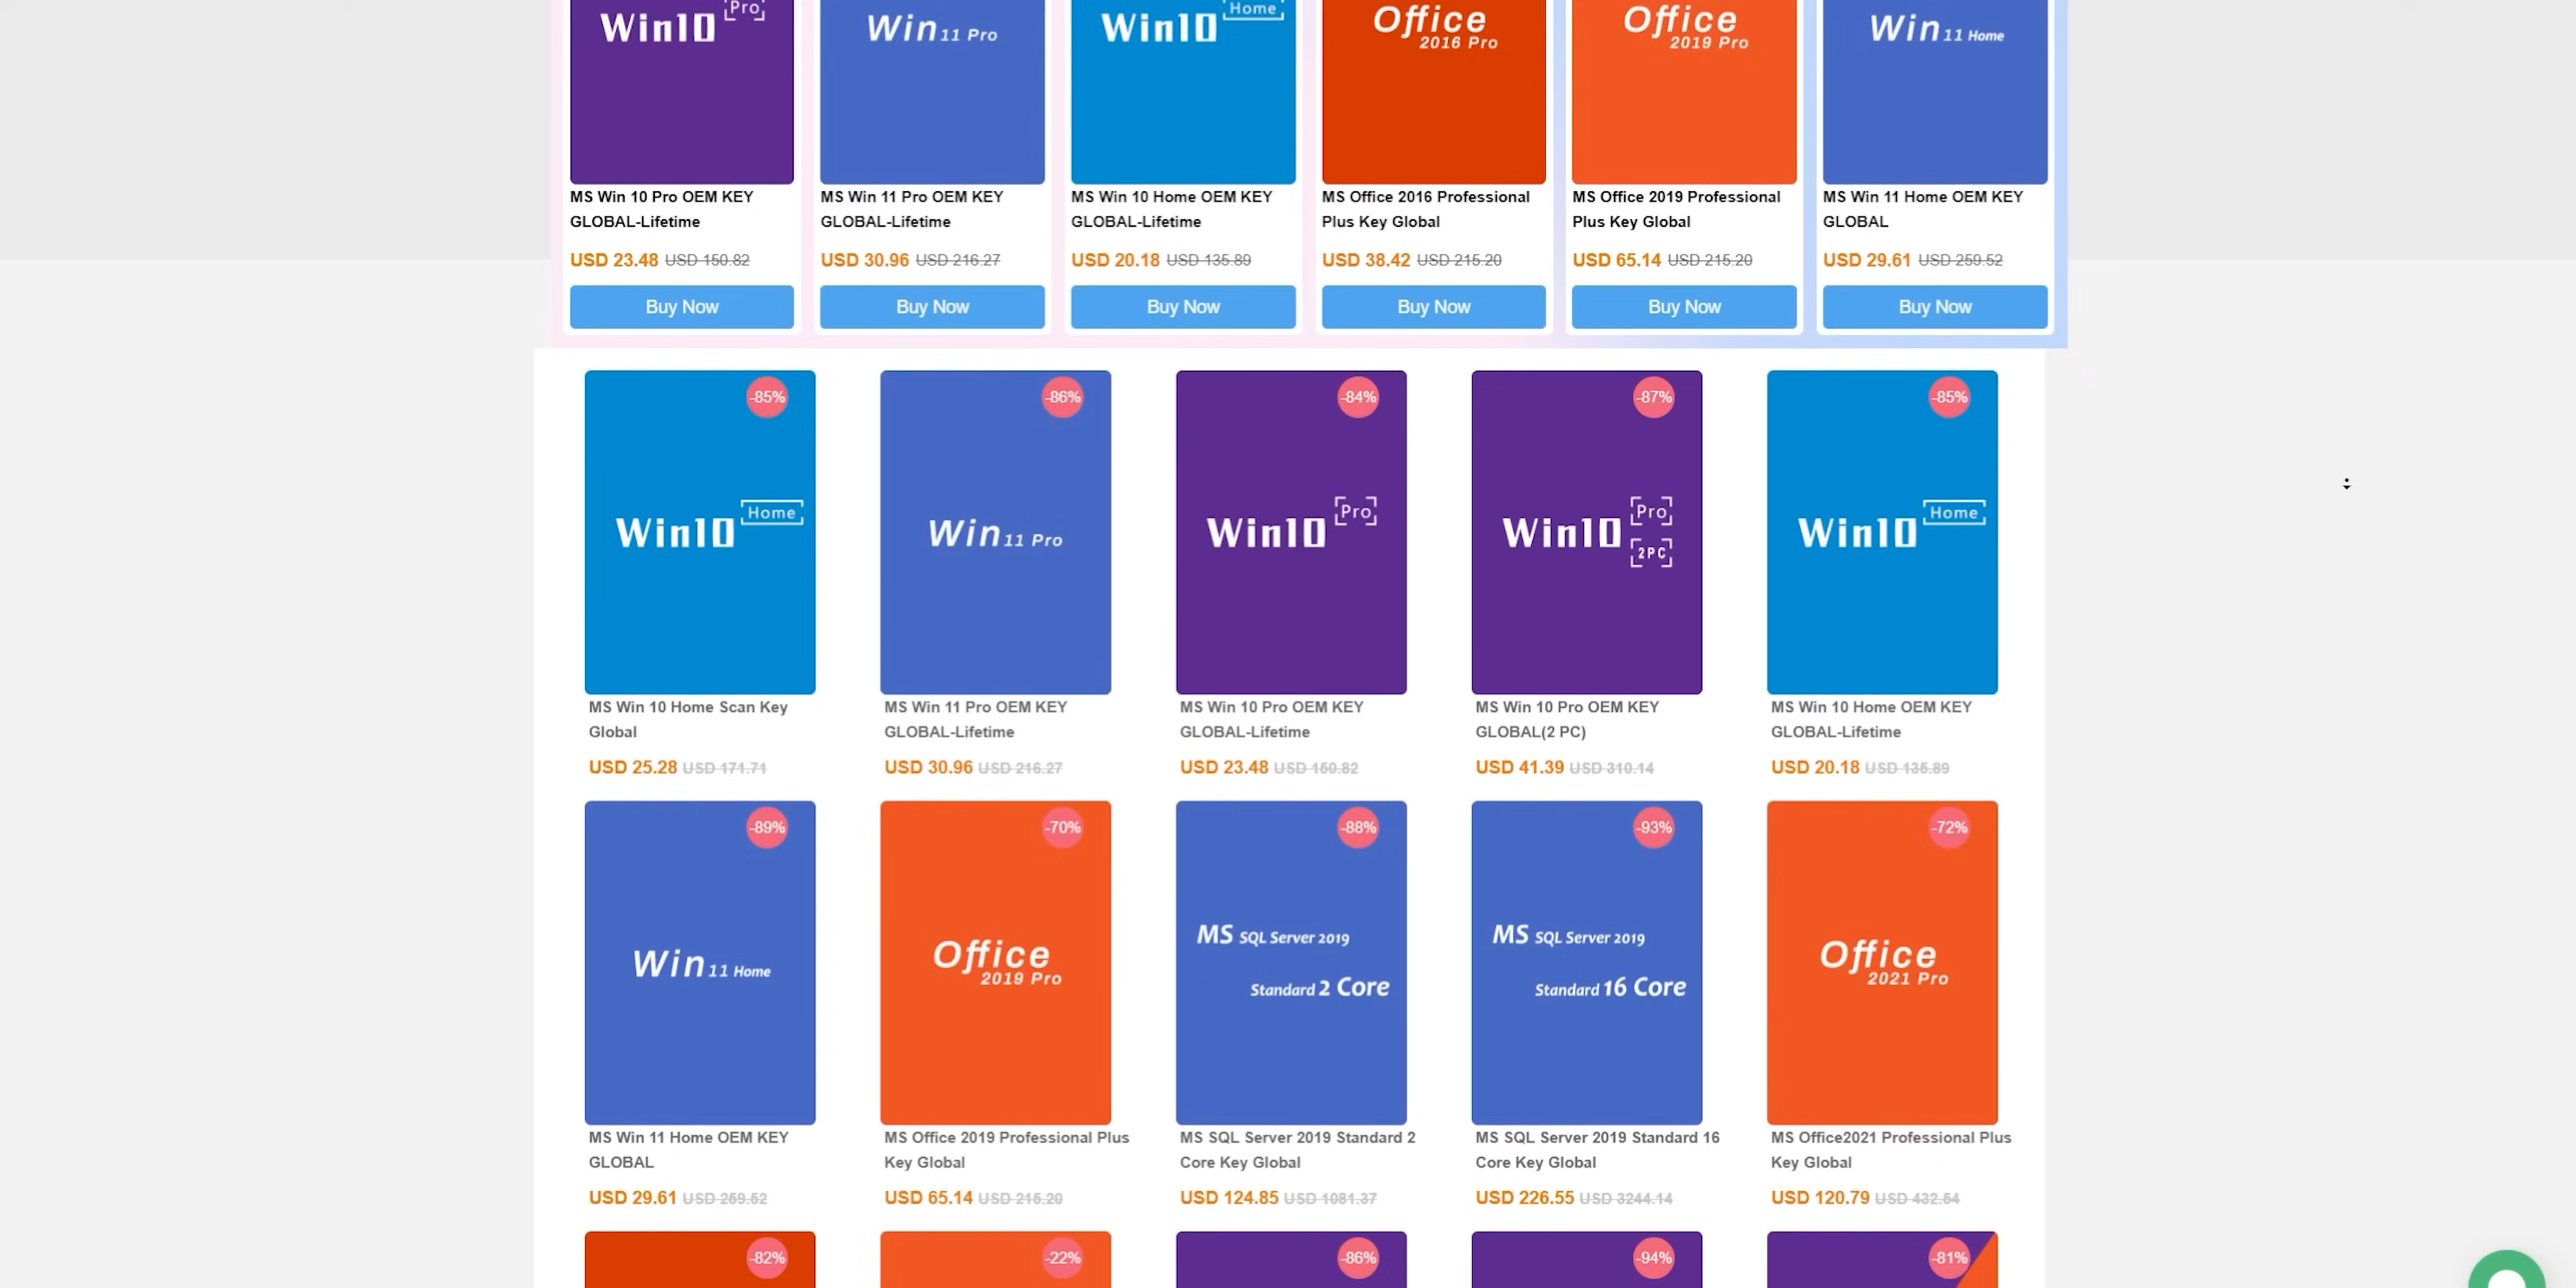 Win10 Pro
Win 11 Pro
Win10 Home
Office
2016 Pro
Office
2019 Pro
Win 11 Home
MS Win 10 Pro OEM KEY
GLOBAL-Lifetime
USD 23.48 USD 150.82
Buy Now
MS Win 11 Pro OEM KEY
GLOBAL-Lifetime
USD 30.96 USD 216.27
Buy Now
MS Win 10 Home OEM KEY
GLOBAL-Lifetime
USD 20.18 USD 135.89
Buy Now
MS Office 2016 Professional
Plus Key Global
USD 38.42 USD 215.20
Buy Now
MS Office 2019 Professional
Plus Key Global
USD 65.14 USD 215.20
Buy Now
MS Win 11 Home OEM KEY
GLOBAL
USD 29.61 USD 259.52
Buy Now
-85%
Win10 Home
MS Win 10 Home Scan Key
Global
USD 25.28 USD 171.71
-86%
Win 11 Pro
MS Win 11 Pro OEM KEY
GLOBAL-Lifetime
USD 30.96 USD 216.27
-84%
Win10 Pro
MS Win 10 Pro OEM KEY
GLOBAL-Lifetime
USD 23.48 USD 150.82
-87%
Win10 Pro
2PC
MS Win 10 Pro OEM KEY
GLOBAL(2 PC)
USD 41.39 USD 310.14
-85%
Win10 Home
MS Win 10 Home OEM KEY
GLOBAL-Lifetime
USD 20.18 USD 135.89
-89%
Win 11 Home
MS Win 11 Home OEM KEY
GLOBAL
USD 29.61 USD 259.52
-70%
Office
2019 Pro
MS Office 2019 Professional Plus
Key Global
USD 65.14 USD 215.20
-88%
MS SQL Server 2019
Standard 2 Core
MS SQL Server 2019 Standard 2
Core Key Global
USD 124.85 USD 1081.37
-93%
MS SQL Server 2019
Standard 16 Core
MS SQL Server 2019 Standard 16
Core Key Global
USD 226.55 USD 3244.14
-72%
Office
2021 Pro
MS Office2021 Professional Plus
Key Global
USD 120.79 USD 432.54
-82%
-22%
-86%
-94%
-81%